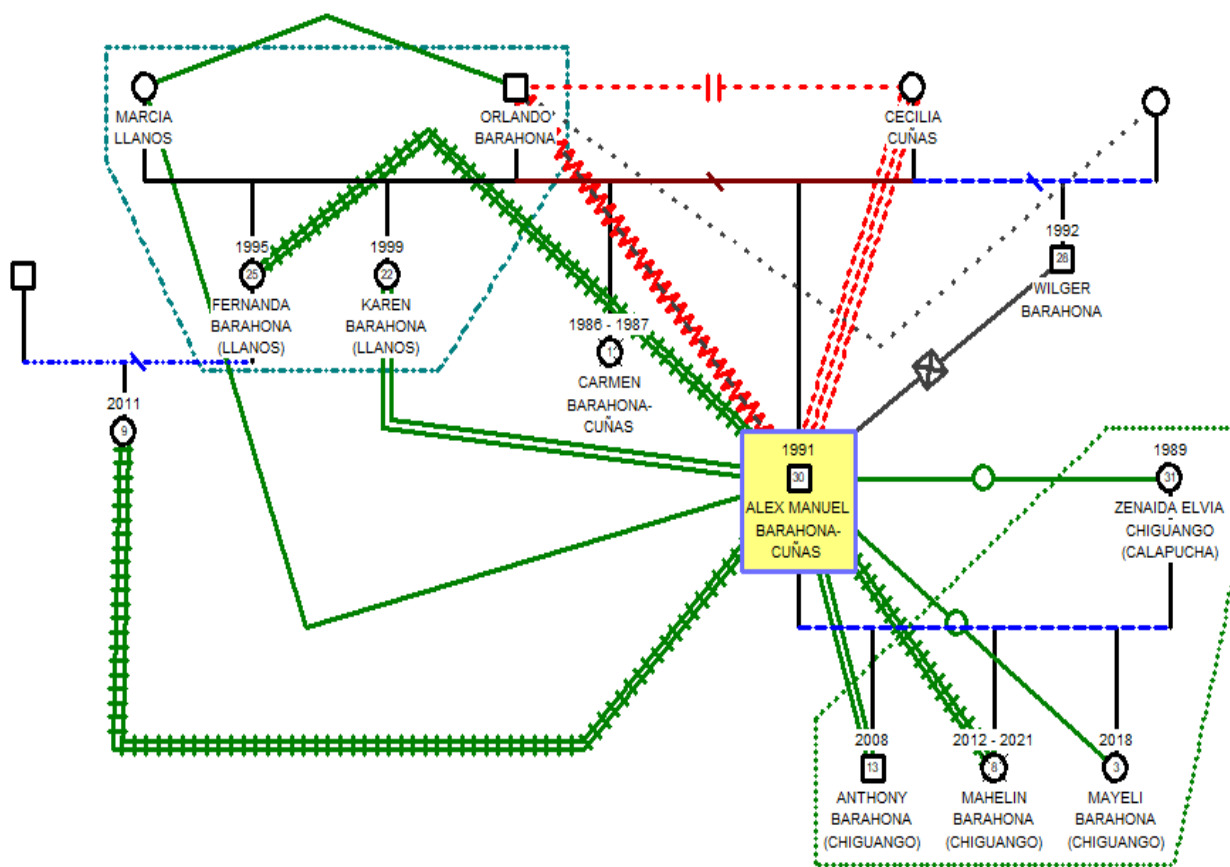 MARCIA
LLANOS
ORLANDO
BARAHONA
CECILIA
CUÑAS
1995
25
FERNANDA
BARAHONA
(LLANOS)
1999
22
KAREN
BARAHONA
(LLANOS)
1986 - 1987
1
CARMEN
BARAHONA-
CUÑAS
1992
28
WILGER
BARAHONA
2011
9
1991
30
ALEX MANUEL
BARAHONA-
CUÑAS
1989
31
ZENAIDA ELVIA
CHIGUANGO
(CALAPUCHA)
2008
13
ANTHONY
BARAHONA
(CHIGUANGO)
2012 - 2021
8
MAHELIN
BARAHONA
(CHIGUANGO)
2018
3
MAYELI
BARAHONA
(CHIGUANGO)